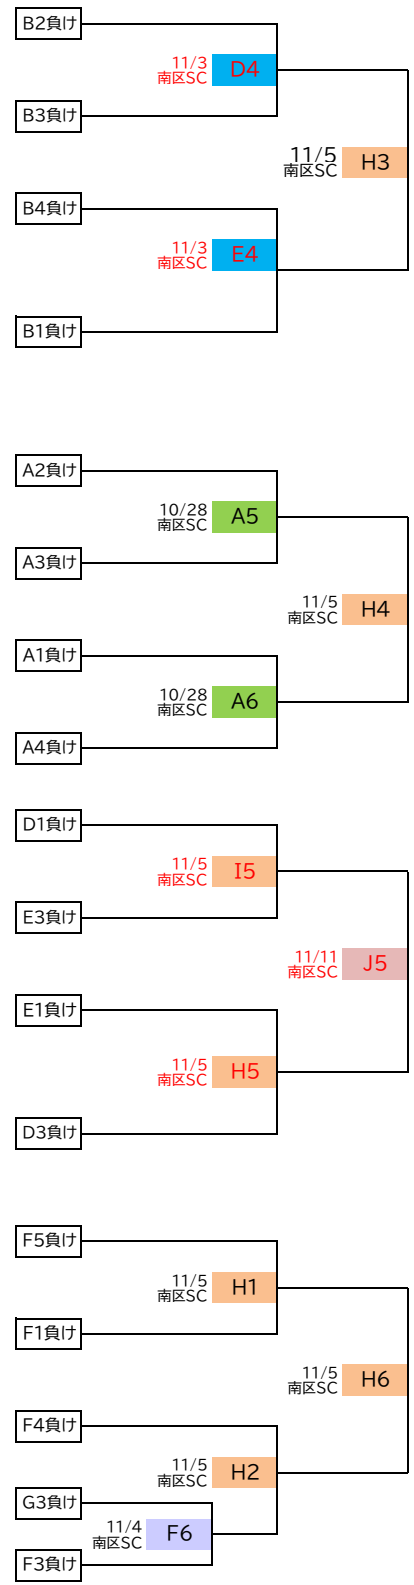 B2負け
11/3
南区SC
D4
B3負け
11/5
南区SC
H3
B4負け
11/3
南区SC
E4
B1負け
A2負け
10/28
南区SC
A5
A3負け
11/5
南区SC
H4
A1負け
10/28
南区SC
A6
A4負け
D1負け
11/5
南区SC
I5
E3負け
11/11
南区SC
J5
E1負け
11/5
南区SC
H5
D3負け
F5負け
11/5
南区SC
H1
F1負け
11/5
南区SC
H6
F4負け
11/5
南区SC
H2
G3負け
11/4
南区SC
F6
F3負け